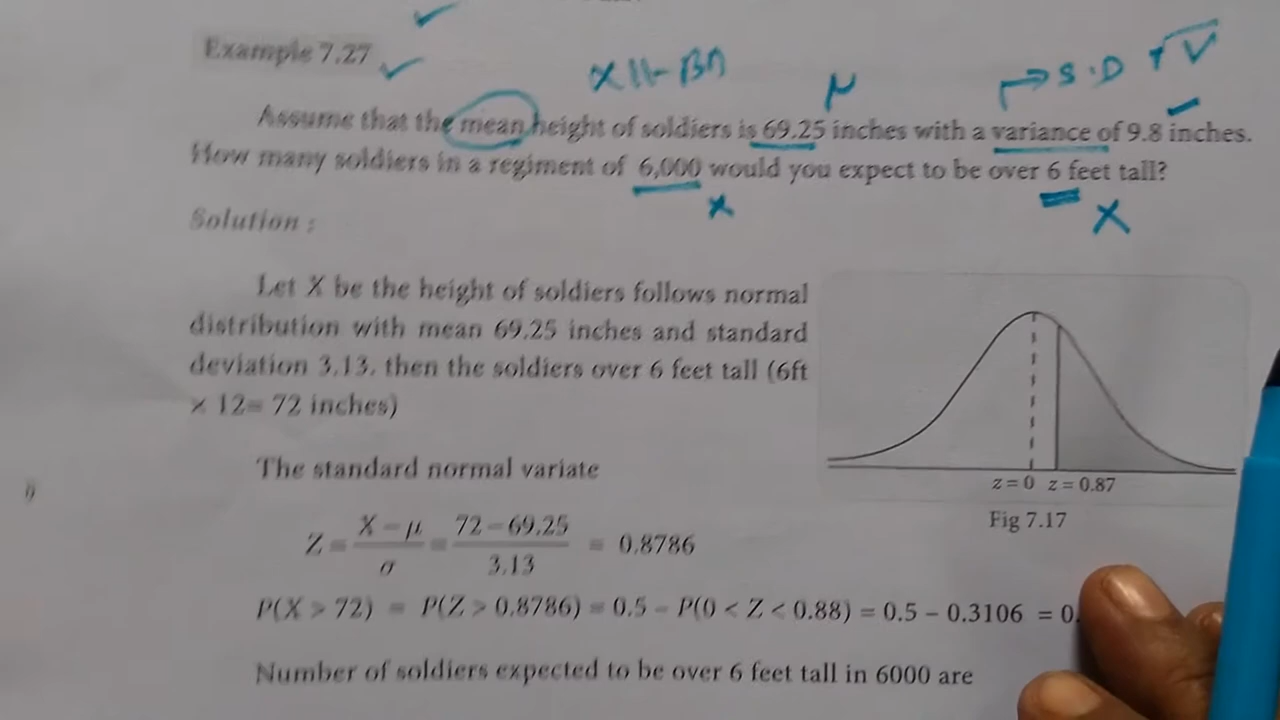 Example 7.27
μ
S.D √V
Assume that the mean height of soldiers is 69.25 inches with a variance of 9.8 inches.
How many soldiers in a regiment of 6,000 would you expect to be over 6 feet tall?
x X
Solution :
Let X be the height of soldiers follows normal
distribution with mean 69.25 inches and standard
deviation 3.13, then the soldiers over 6 feet tall (6ft
× 12= 72 inches)
The standard normal variate
z = 0 z = 0.87
Fig 7.17
Z = X − μ / σ = 72 − 69.25 / 3.13 = 0.8786
P(X > 72) = P(Z > 0.8786) = 0.5 − P(0 < Z < 0.88) = 0.5 − 0.3106 = 0.
Number of soldiers expected to be over 6 feet tall in 6000 are